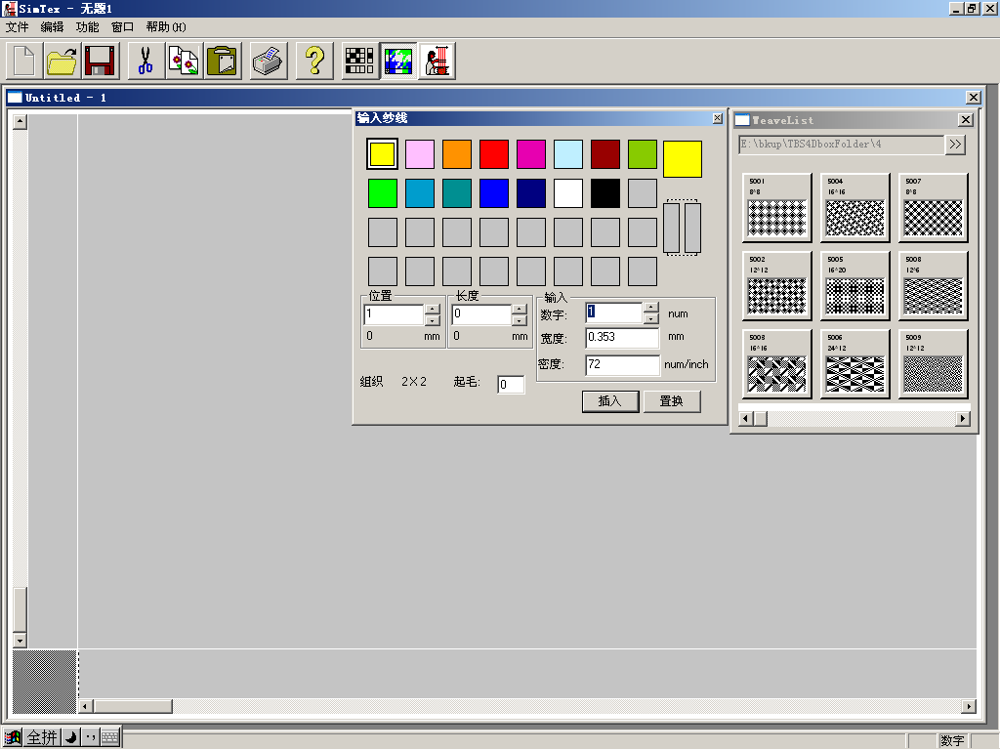 SimTex - 无题1
文件 编辑 功能 窗口 帮助(H)
Untitled - 1
输入纱线
位置
1
0 mm
长度
0
0 mm
输入
数字: 1 num
宽度: 0.353 mm
密度: 72 num/inch
组织 2X2 起毛: 0
插入 置换
WeaveList
E:\bkup\TBS4DboxFolder\4 >>
5001
8*8
5004
16*16
5007
8*8
5002
12*12
5005
16*20
5008
12*6
5003
16*16
5006
24*12
5009
12*12
全拼
数字